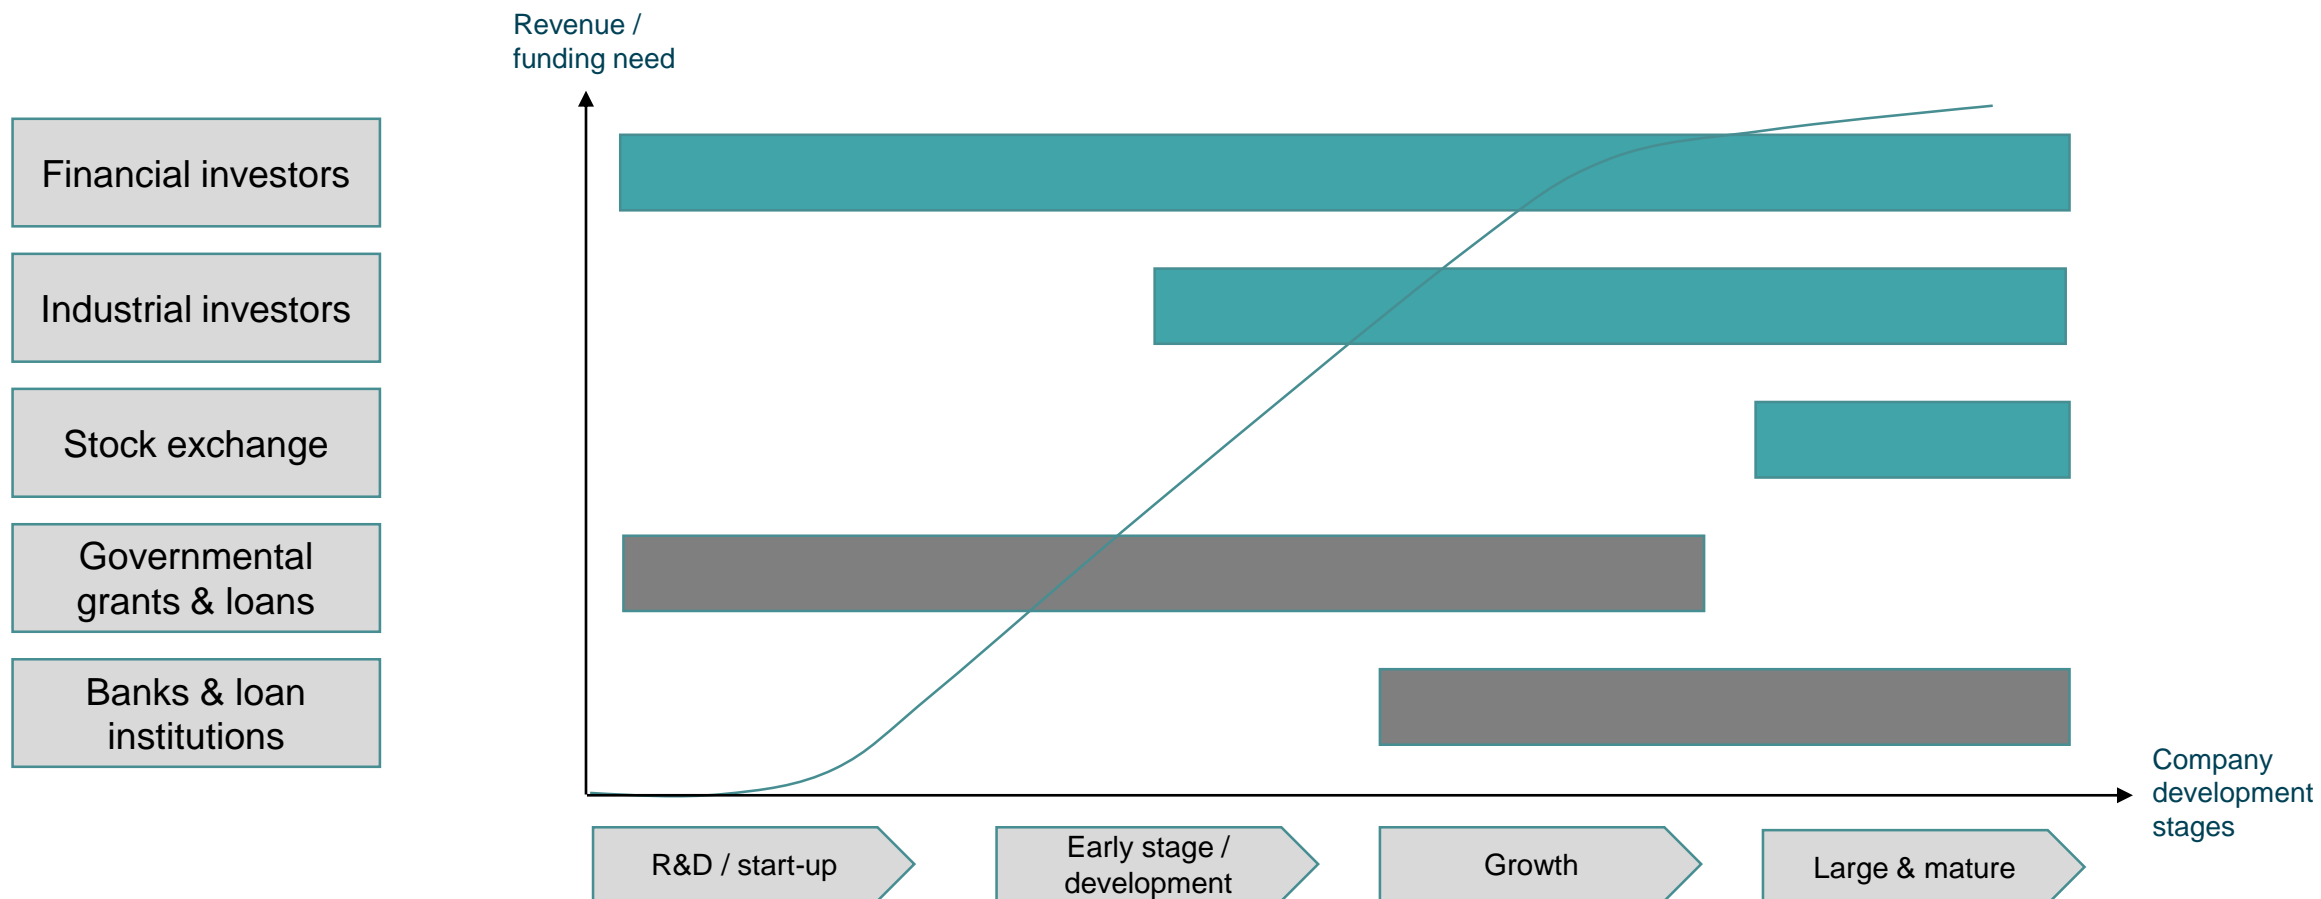 Revenue /
funding need
Financial investors
Industrial investors
Stock exchange
Governmental
grants & loans
Banks & loan
institutions
Company
development
stages
R&D / start-up
Early stage /
development
Growth
Large & mature